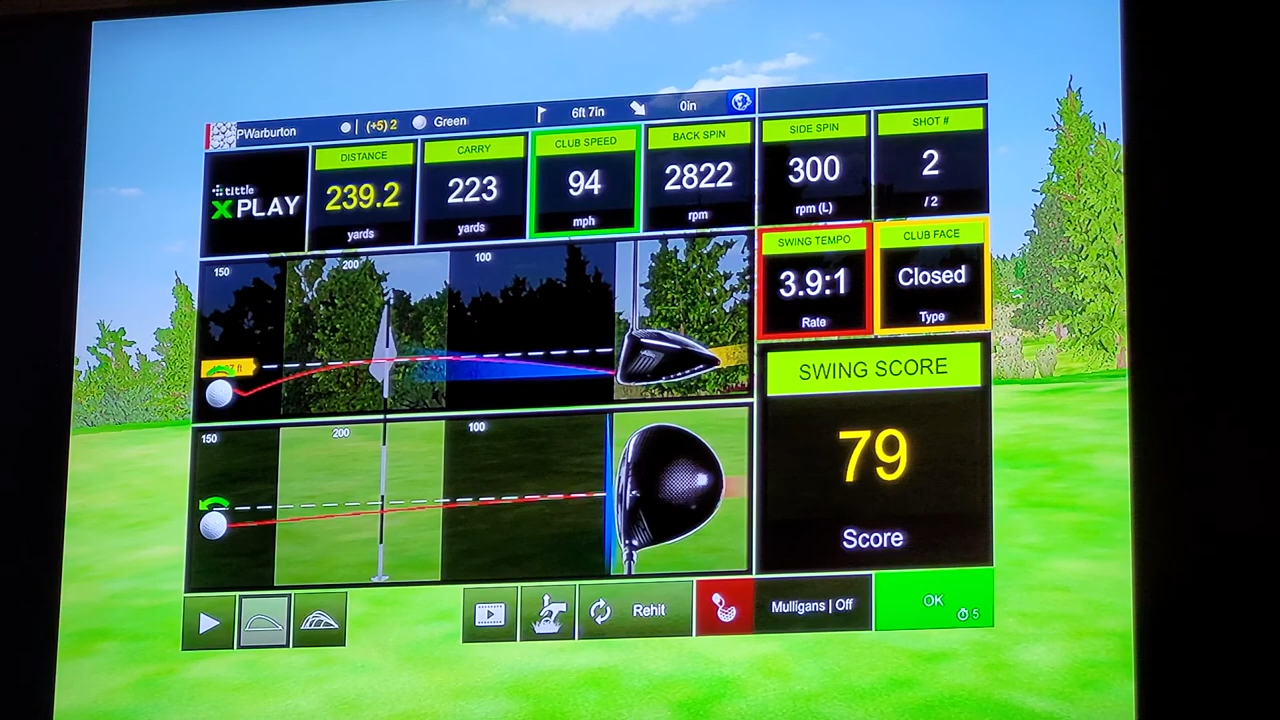 PWarburton (+5) 2 Green 6ft 7in 0in
tittle
X PLAY
DISTANCE
239.2
yards
CARRY
223
yards
CLUB SPEED
94
mph
BACK SPIN
2822
rpm
SIDE SPIN
300
rpm (L)
SHOT #
2
/ 2
SWING TEMPO
3.9:1
Rate
CLUB FACE
Closed
Type
150 200 100
150 200 100
SWING SCORE
79
Score
Rehit
Mulligans | Off
OK
5